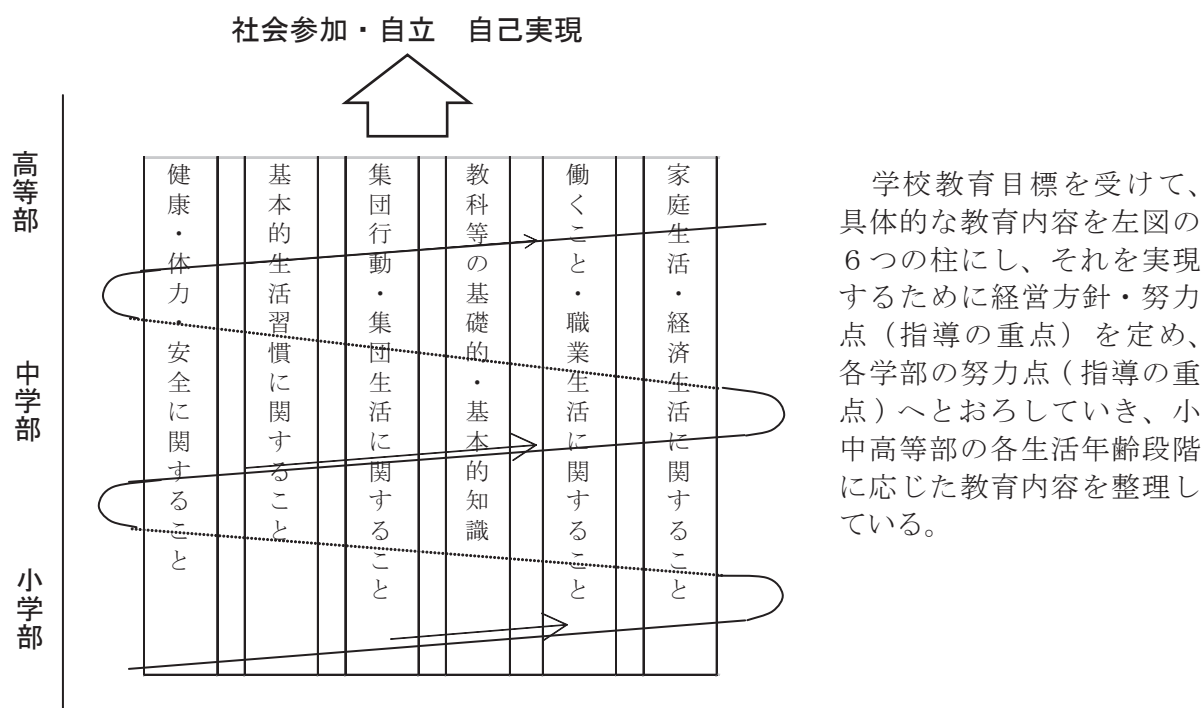 社会参加・自立　自己実現
高等部
中学部
小学部
健康・体力・安全に関すること
基本的生活習慣に関すること
集団行動・集団生活に関すること
教科等の基礎的・基本的知識
働くこと・職業生活に関すること
家庭生活・経済生活に関すること
学校教育目標を受けて、
具体的な教育内容を左図の
６つの柱にし、それを実現
するために経営方針・努力
点（指導の重点）を定め、
各学部の努力点（指導の重
点）へとおろしていき、小
中高等部の各生活年齢段階
に応じた教育内容を整理し
ている。